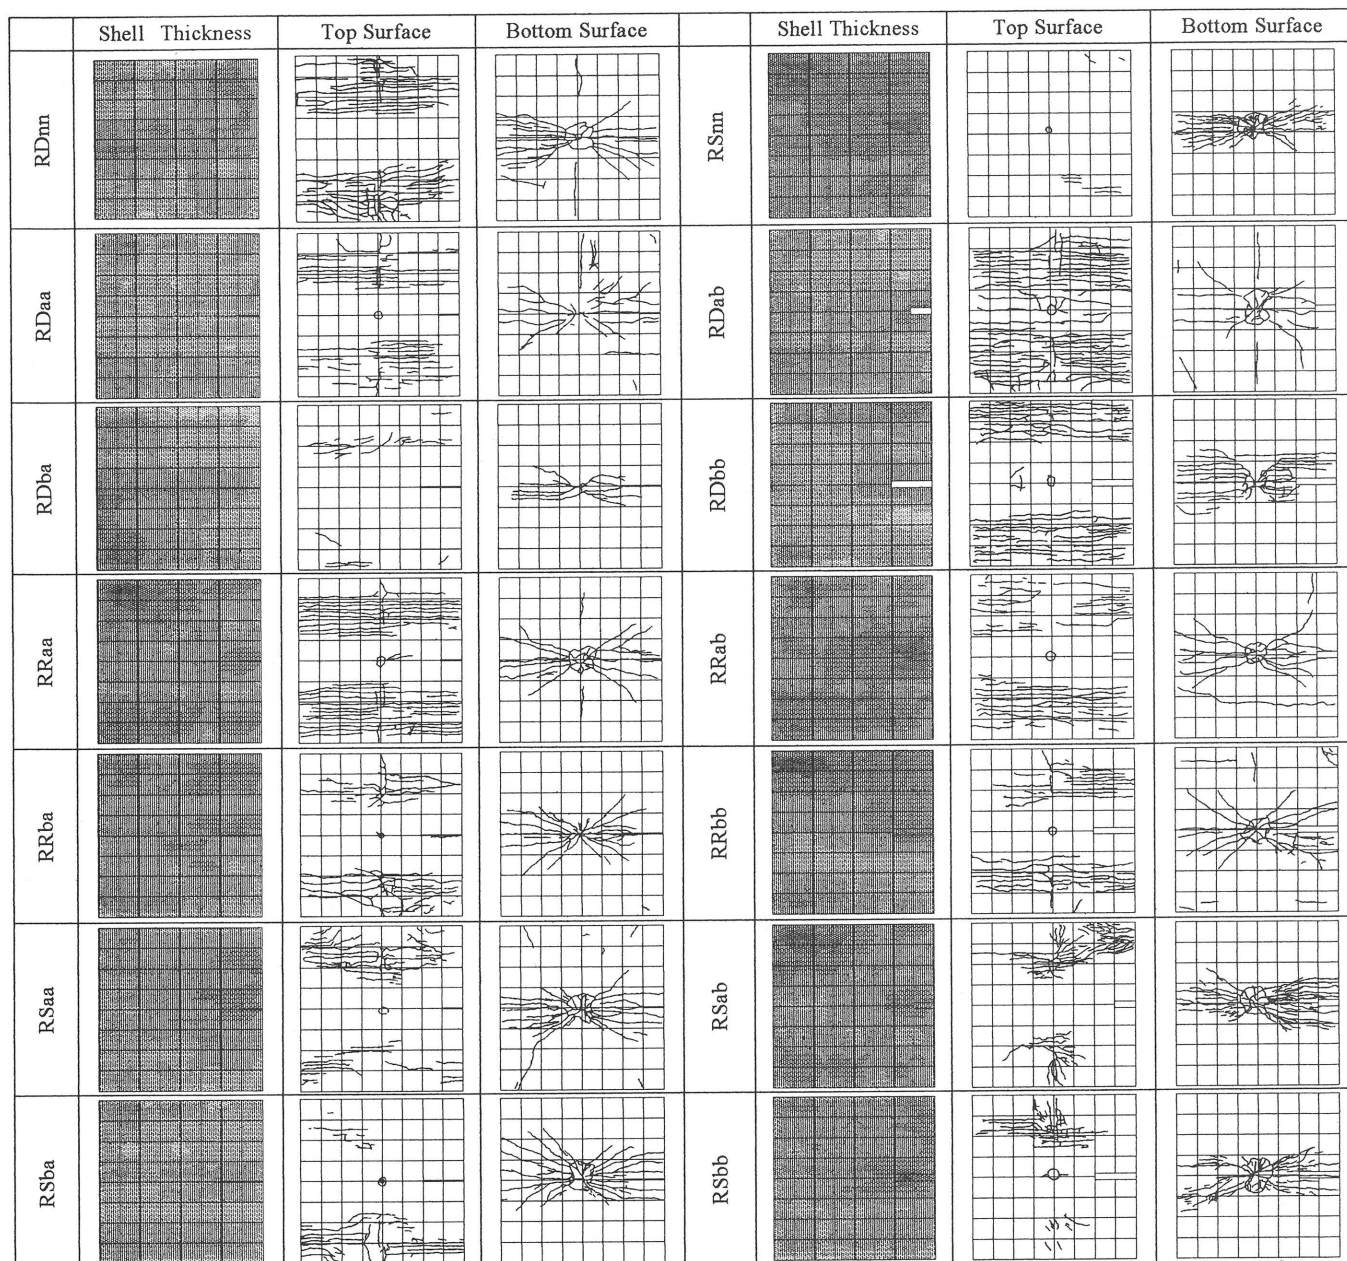 Shell Thickness Top Surface Bottom Surface Shell Thickness Top Surface Bottom Surface
RDnn RSnn
RDaa RDab
RDba RDbb
RRaa RRab
RRba RRbb
RSaa RSab
RSba RSbb